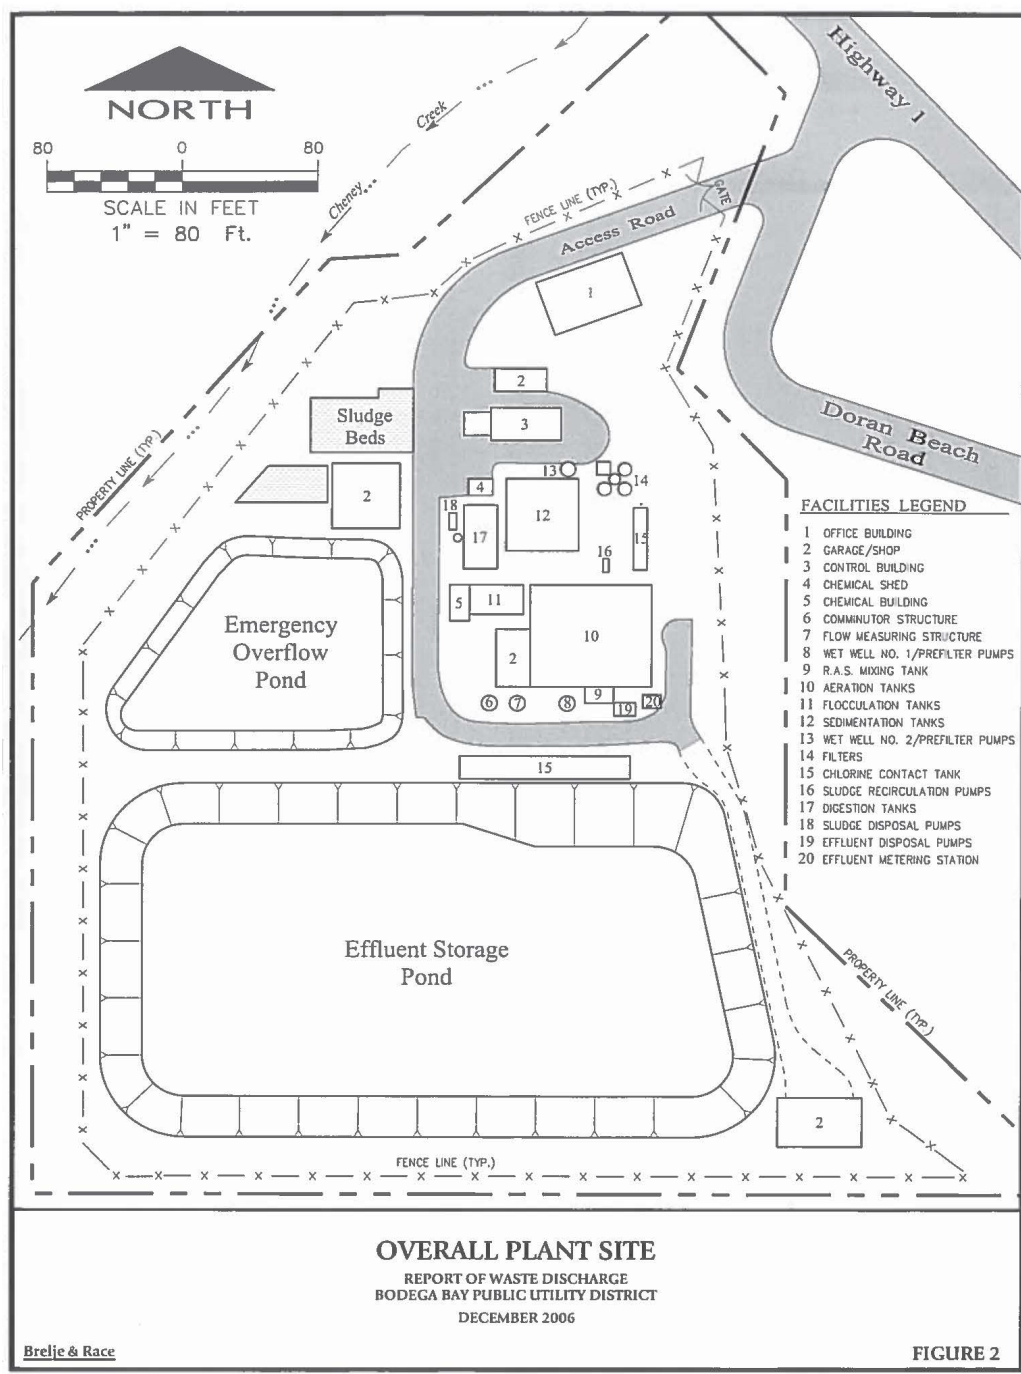 NORTH
80 0 80
SCALE IN FEET
1" = 80 Ft.
Creek
Cheney
Highway 1
GATE
FENCE LINE (TYP.)
Access Road
1
2
Doran Beach
Road
Sludge
Beds
3
PROPERTY LINE (TYP.)
2
4
13
14
18
17
12
15
16
5
11
10
2
6
7
8
9
19
20
Emergency
Overflow
Pond
15
Effluent Storage
Pond
PROPERTY LINE (TYP.)
2
FENCE LINE (TYP.)
FACILITIES LEGEND
1 OFFICE BUILDING
2 GARAGE/SHOP
3 CONTROL BUILDING
4 CHEMICAL SHED
5 CHEMICAL BUILDING
6 COMMINUTOR STRUCTURE
7 FLOW MEASURING STRUCTURE
8 WET WELL NO. 1/PREFILTER PUMPS
9 R.A.S. MIXING TANK
10 AERATION TANKS
11 FLOCCULATION TANKS
12 SEDIMENTATION TANKS
13 WET WELL NO. 2/PREFILTER PUMPS
14 FILTERS
15 CHLORINE CONTACT TANK
16 SLUDGE RECIRCULATION PUMPS
17 DIGESTION TANKS
18 SLUDGE DISPOSAL PUMPS
19 EFFLUENT DISPOSAL PUMPS
20 EFFLUENT METERING STATION
OVERALL PLANT SITE
REPORT OF WASTE DISCHARGE
BODEGA BAY PUBLIC UTILITY DISTRICT
DECEMBER 2006
Brelje & Race
FIGURE 2